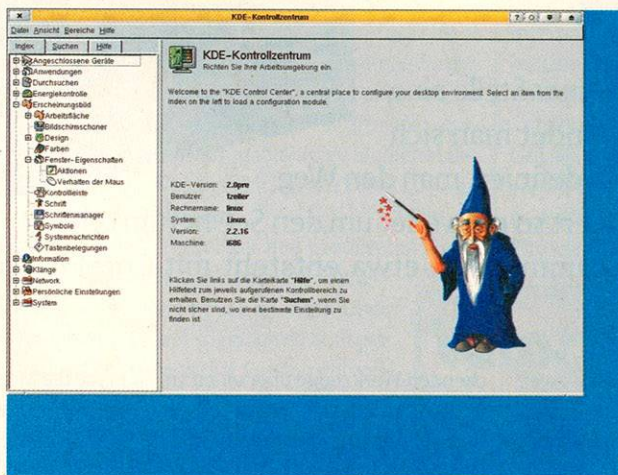 KDE-Kontrollzentrum
Datei Ansicht Bereiche Hilfe
Index Suchen Hilfe
Angeschlossene Geräte
Anwendungen
Durchsuchen
Energiekontrolle
Erscheinungsbild
Arbeitsfläche
Bildschirmschoner
Design
Farben
Fenster-Eigenschaften
Aktionen
Verhalten der Maus
Kontrolleiste
Schrift
Schriftenmanager
Symbole
Systemnachrichten
Tastenbelegungen
Information
Klänge
Network
Persönliche Einstellungen
System
KDE-Kontrollzentrum
Richten Sie Ihre Arbeitsumgebung ein.
Welcome to the "KDE Control Center", a central place to configure your desktop environment. Select an item from the
index on the left to load a configuration module.
KDE-Version: 2.0pre
Benutzer: tzeller
Rechnername: linux
System: Linux
Version: 2.2.16
Maschine: i686
Klicken Sie links auf die Karteikarte "Hilfe", um einen
Hilfetext zum jeweils aufgerufenen Kontrollbereich zu
erhalten. Benutzen Sie die Karte "Suchen", wenn Sie
nicht sicher sind, wo eine bestimmte Einstellung zu
finden ist.